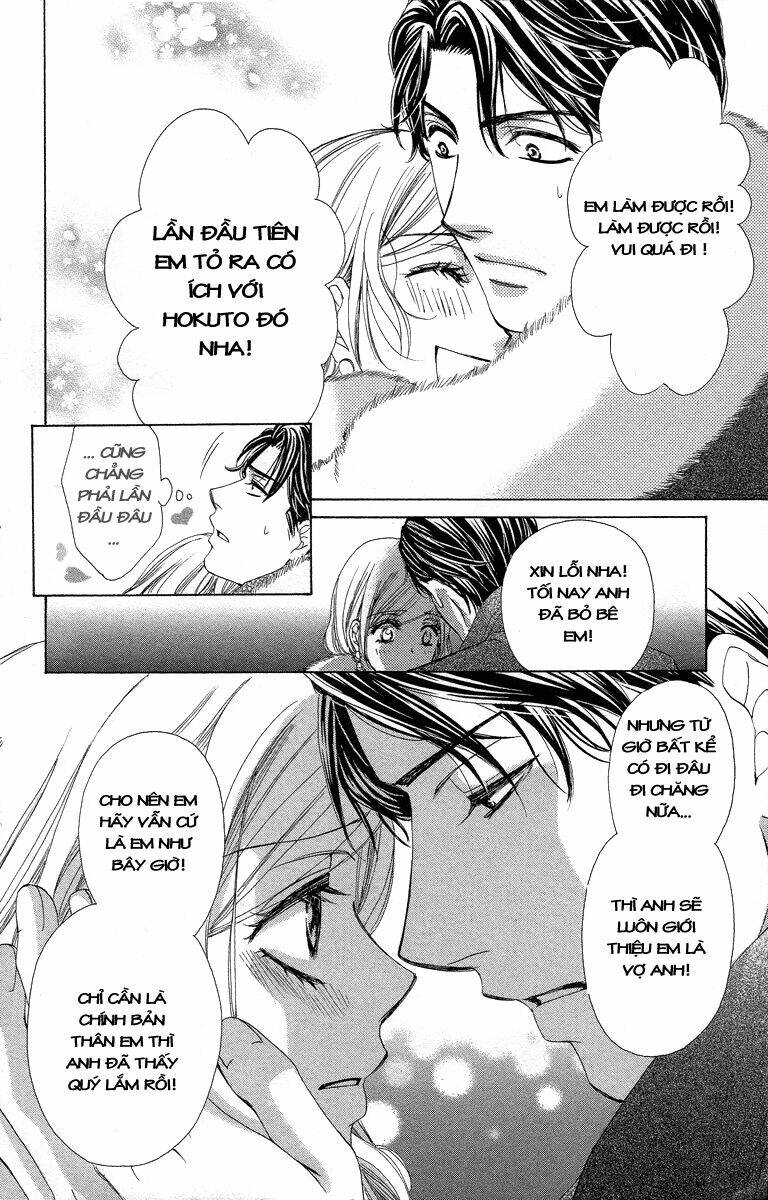 EM LÀM ĐƯỢC RỒI!
LÀM ĐƯỢC RỒI!
VUI QUÁ ĐI !
LẦN ĐẦU TIÊN
EM TỎ RA CÓ
ÍCH VỚI
HOKUTO ĐÓ
NHA!
... CŨNG
CHẲNG
PHẢI LẦN
ĐẦU ĐÂU
...
XIN LỖI NHA!
TỐI NAY ANH
ĐÃ BỎ BÊ
EM!
NHƯNG TỪ
GIỜ BẤT KỂ
CÓ ĐI ĐÂU
ĐI CHĂNG
NỮA...
THÌ ANH SẼ
LUÔN GIỚI
THIỆU EM LÀ
VỢ ANH!
CHO NÊN EM
HÃY VẪN CỨ
LÀ EM NHƯ
BÂY GIỜ!
CHỈ CẦN LÀ
CHÍNH BẢN
THÂN EM THÌ
ANH ĐÃ THẤY
QUÝ LẮM RỒI!